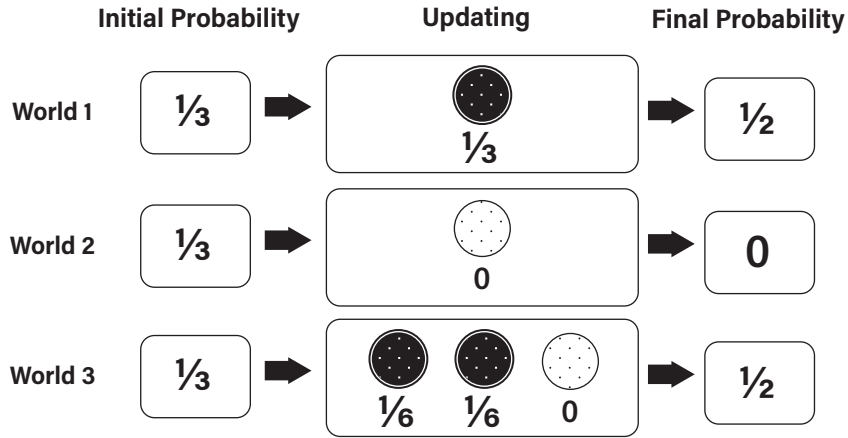 Initial Probability Updating Final Probability
World 1 ⅓ ⅓ ½
World 2 ⅓ 0 0
World 3 ⅓ ⅙ ⅙ 0 ½